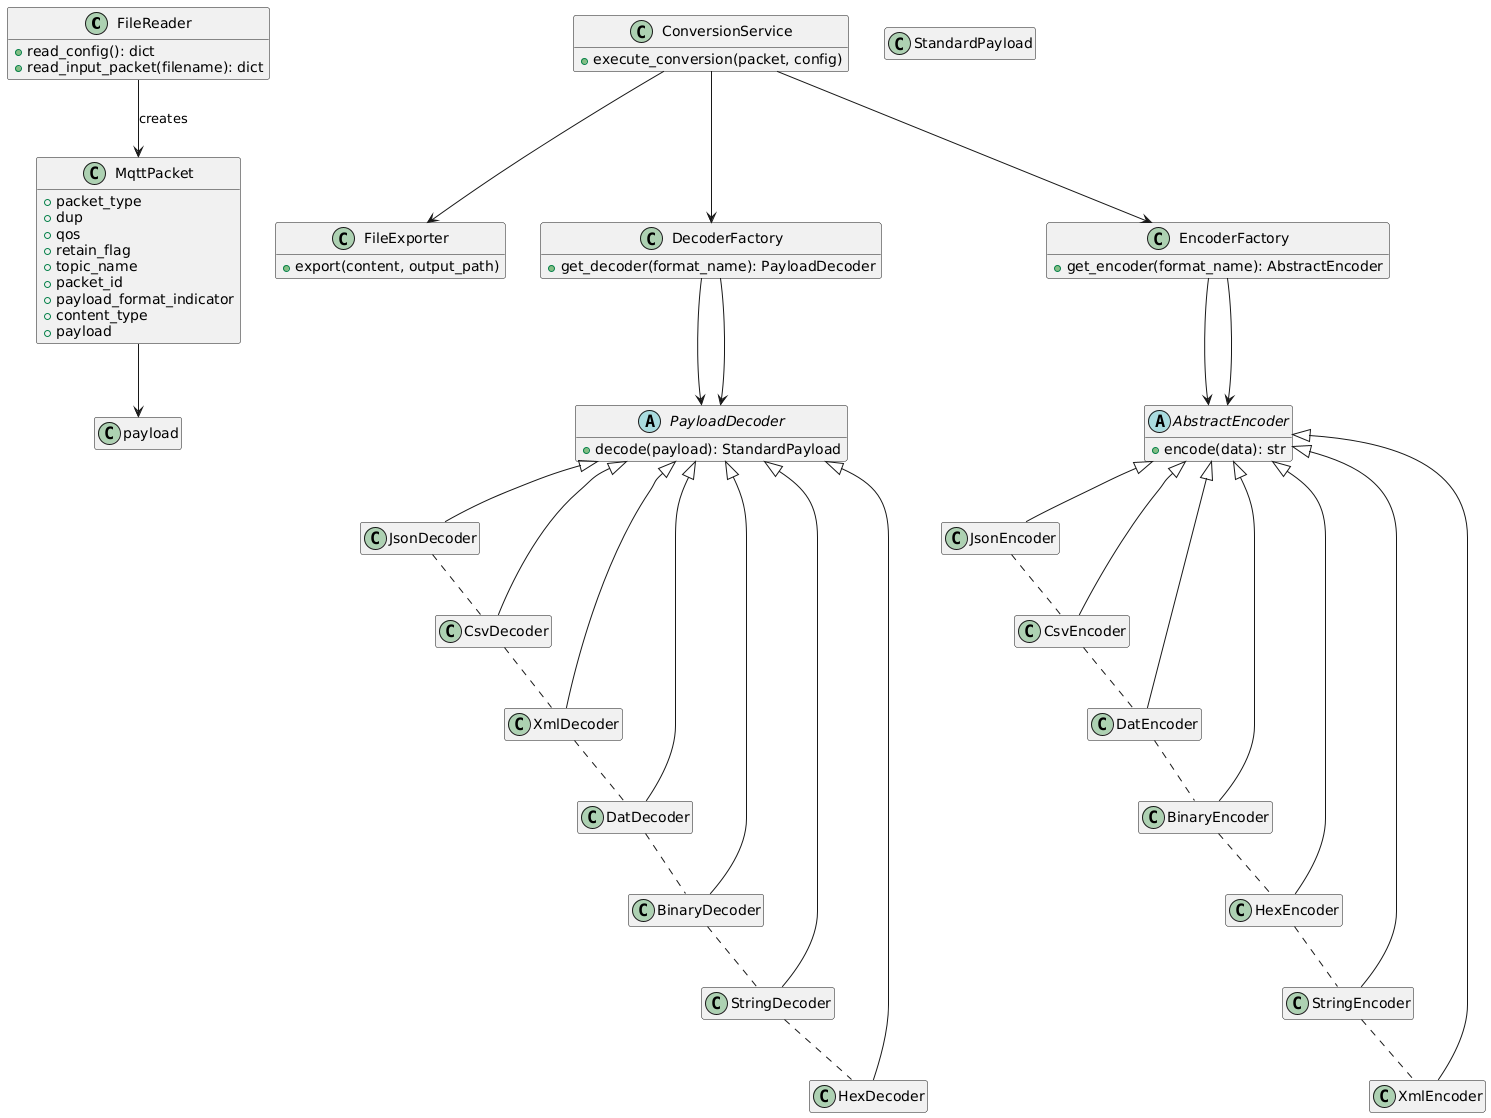 C FileReader
read_config(): dict
read_input_packet(filename): dict
creates
C MqttPacket
packet_type
dup
qos
retain_flag
topic_name
packet_id
payload_format_indicator
content_type
payload
C payload
C ConversionService
execute_conversion(packet, config)
C StandardPayload
C FileExporter
export(content, output_path)
C DecoderFactory
get_decoder(format_name): PayloadDecoder
C EncoderFactory
get_encoder(format_name): AbstractEncoder
A PayloadDecoder
decode(payload): StandardPayload
A AbstractEncoder
encode(data): str
C JsonDecoder
C CsvDecoder
C XmlDecoder
C DatDecoder
C BinaryDecoder
C StringDecoder
C HexDecoder
C JsonEncoder
C CsvEncoder
C DatEncoder
C BinaryEncoder
C HexEncoder
C StringEncoder
C XmlEncoder